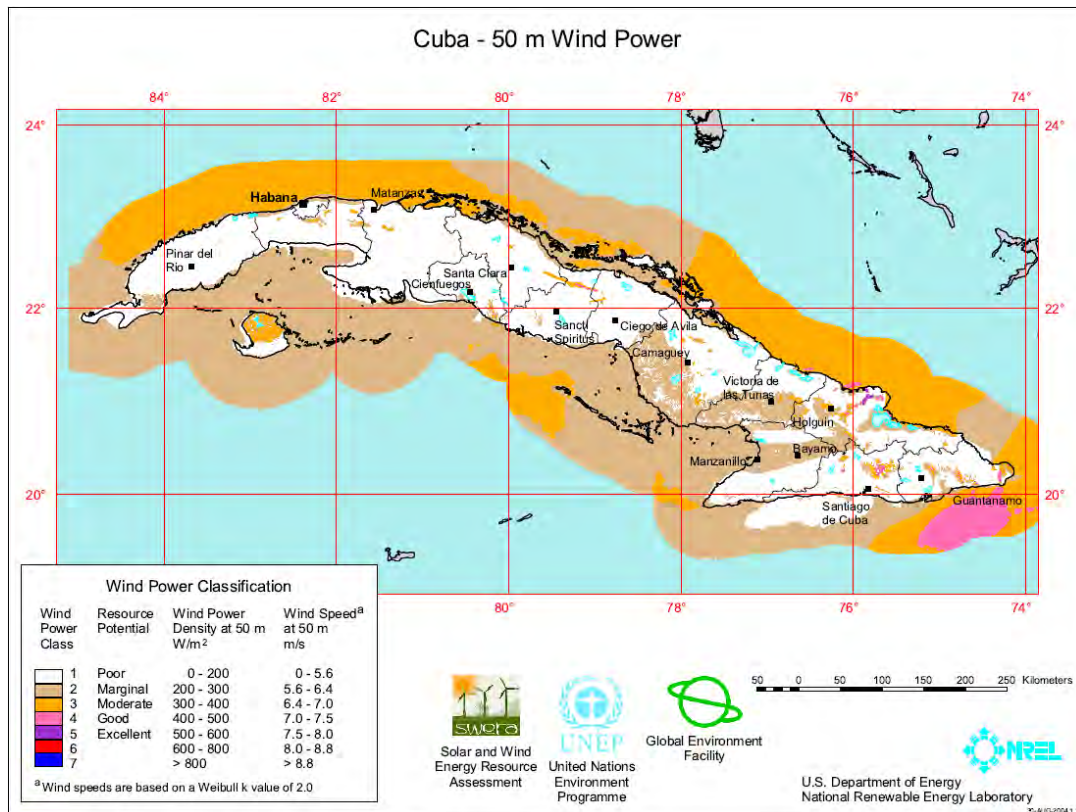 Cuba - 50 m Wind Power
84° 82° 80° 78° 76° 74°
24° 24°
Habana
Matanzas
Pinar del
Rio
Santa Clara
Cienfuegos
22° 22°
Sancti
Spiritus
Ciego de Avila
Camaguey
Victoria de
las Tunas
Holguin
Bayamo
Manzanillo
20° 20°
Guantanamo
Santiago
de Cuba
80° 78° 76° 74°
Wind Power Classification
Wind Power Class
Resource Potential
Wind Power Density at 50 m W/m2
Wind Speed a at 50 m m/s
1 Poor 0 - 200 0 - 5.6
2 Marginal 200 - 300 5.6 - 6.4
3 Moderate 300 - 400 6.4 - 7.0
4 Good 400 - 500 7.0 - 7.5
5 Excellent 500 - 600 7.5 - 8.0
6 600 - 800 8.0 - 8.8
7 > 800 > 8.8
a Wind speeds are based on a Weibull k value of 2.0
swera
Solar and Wind
Energy Resource
Assessment
UNEP
United Nations
Environment
Programme
Global Environment
Facility
50 0 50 100 150 200 250 Kilometers
NREL
U.S. Department of Energy
National Renewable Energy Laboratory